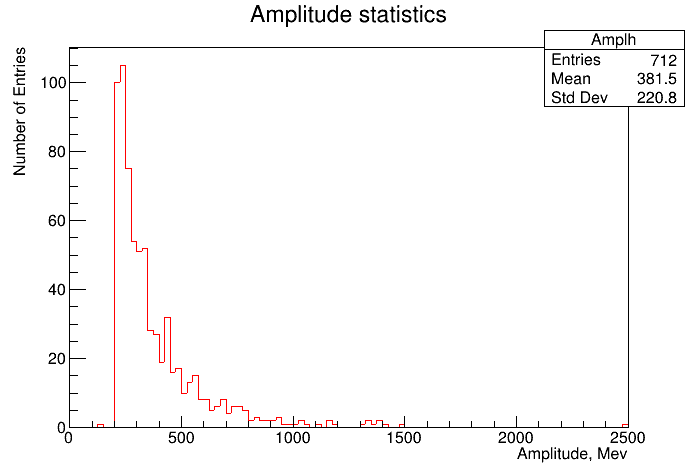 Amplitude statistics
Amplh
Entries 712
Mean 381.5
Std Dev 220.8
Number of Entries
100
80
60
40
20
0
0 500 1000 1500 2000 2500
Amplitude, Mev